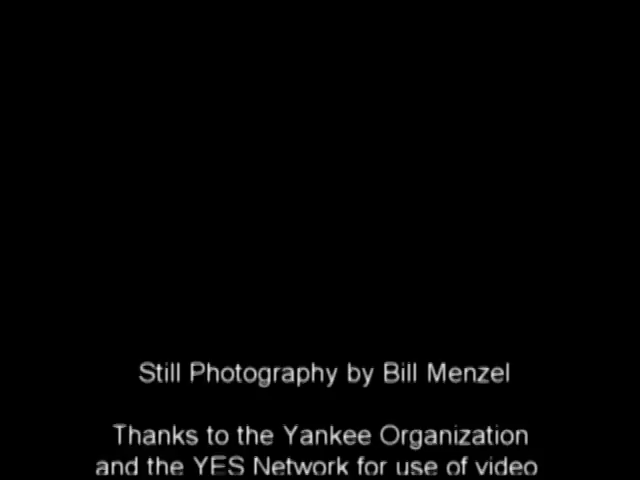 Still Photography by Bill Menzel
Thanks to the Yankee Organization
and the YES Network for use of video